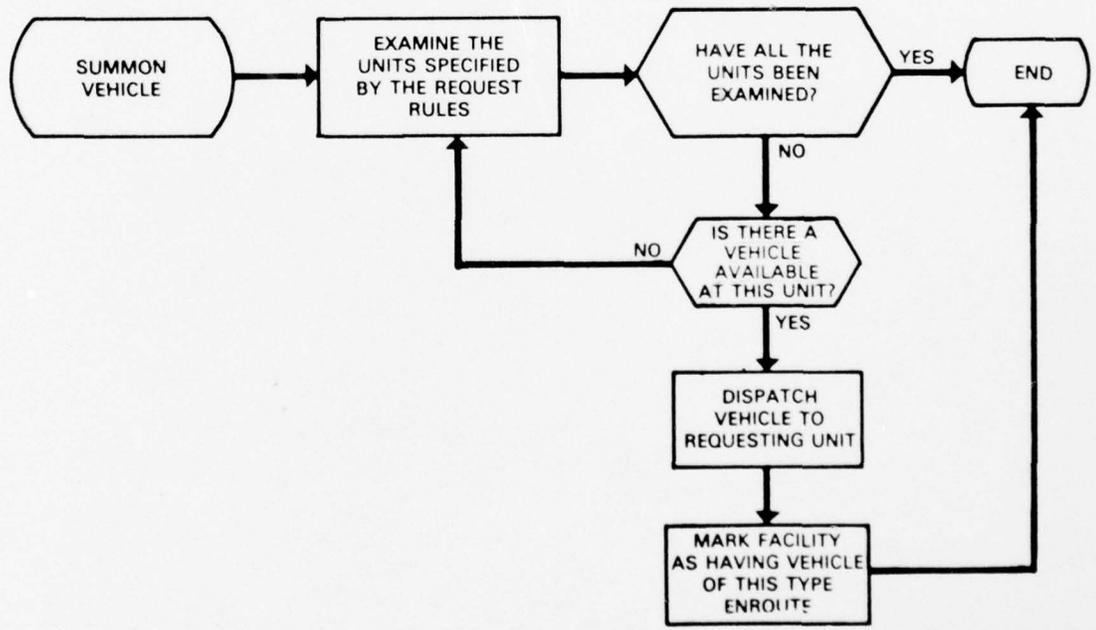 SUMMON
VEHICLE
EXAMINE THE
UNITS SPECIFIED
BY THE REQUEST
RULES
HAVE ALL THE
UNITS BEEN
EXAMINED?
YES
END
NO
IS THERE A
VEHICLE
AVAILABLE
AT THIS UNIT?
NO
YES
DISPATCH
VEHICLE TO
REQUESTING UNIT
MARK FACILITY
AS HAVING VEHICLE
OF THIS TYPE
ENROUTE